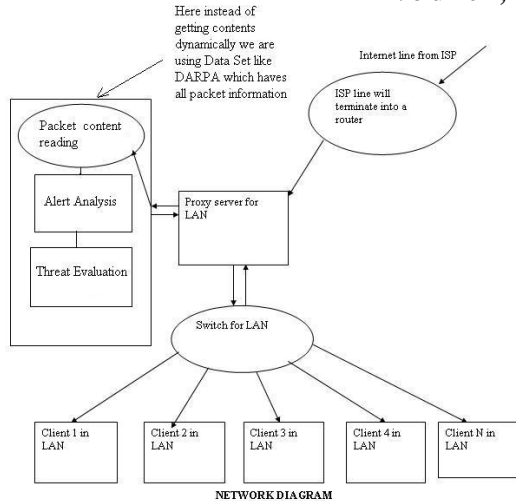 Here instead of
getting contents
dynamically we are
using Data Set like
DARPA which haves
all packet information
Internet line from ISP
ISP line will
terminate into a
router
Packet content
reading
Alert Analysis
Threat Evaluation
Proxy server for
LAN
Switch for LAN
Client 1 in
LAN
Client 2 in
LAN
Client 3 in
LAN
Client 4 in
LAN
Client N in
LAN
NETWORK DIAGRAM